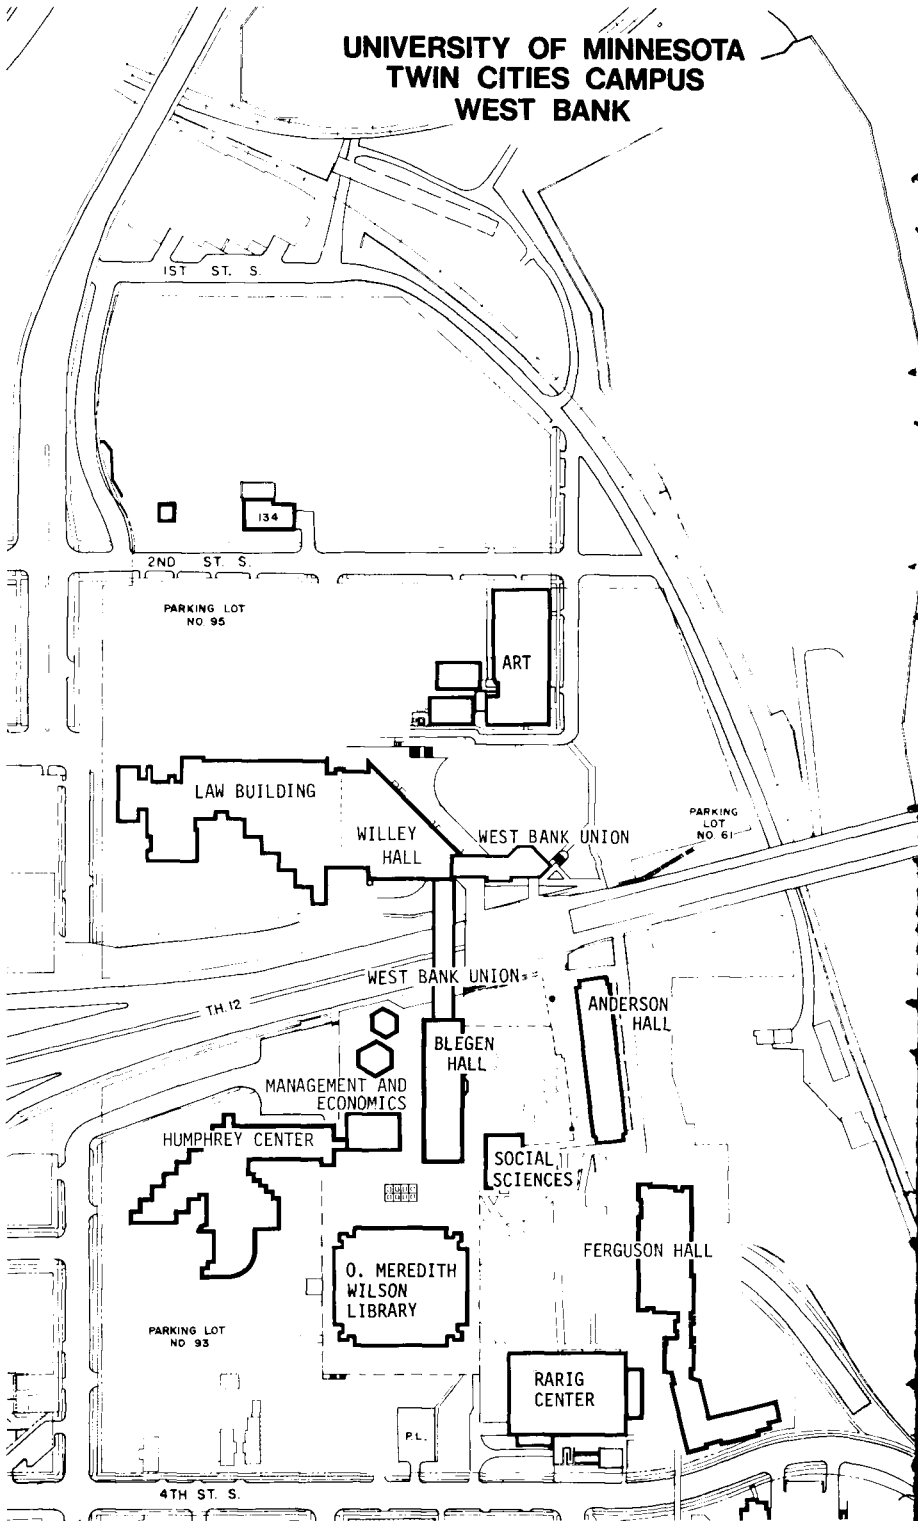 UNIVERSITY OF MINNESOTA
TWIN CITIES CAMPUS
WEST BANK
1ST ST. S.
134
2ND ST. S.
PARKING LOT
NO. 95
ART
LAW BUILDING
WILLEY
HALL
WEST BANK UNION
PARKING
LOT
NO. 61
WEST BANK UNION
T.H. 12
ANDERSON
HALL
BLEGEN
HALL
MANAGEMENT AND
ECONOMICS
HUMPHREY CENTER
SOCIAL
SCIENCES
FERGUSON HALL
O. MEREDITH
WILSON
LIBRARY
PARKING LOT
NO 93
RARIG
CENTER
P.L.
4TH ST. S.